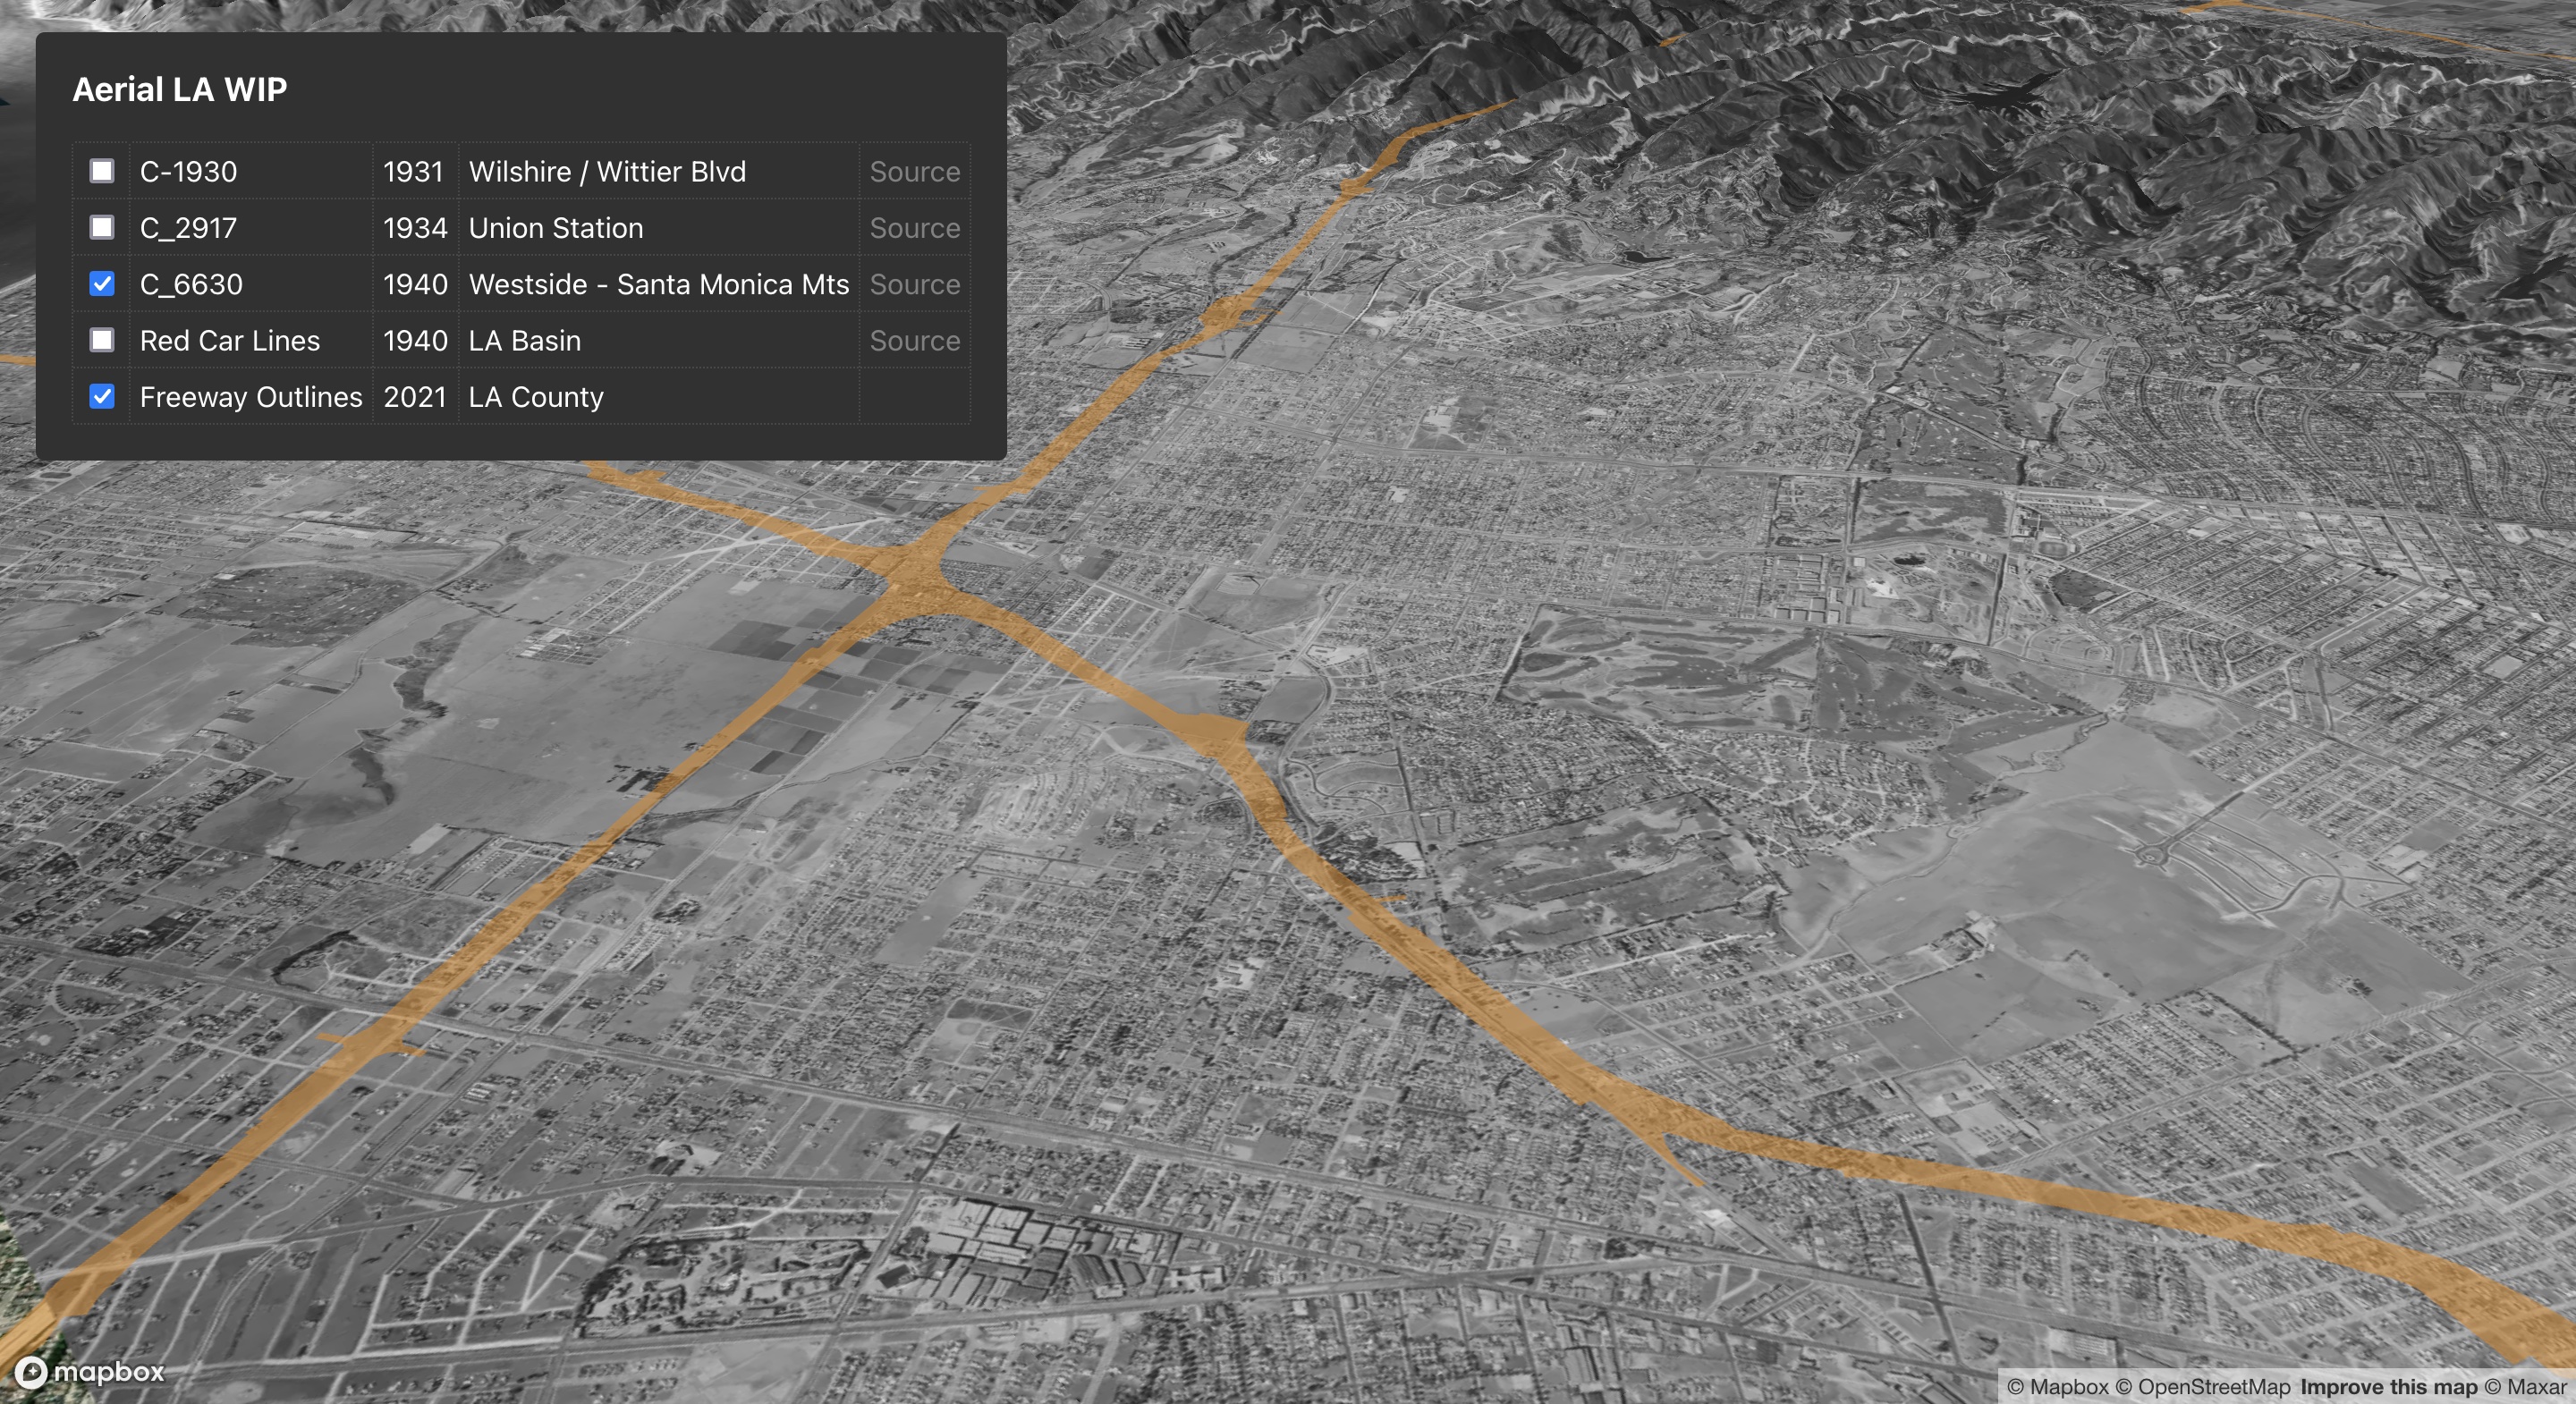 Aerial LA WIP
C-1930 1931 Wilshire / Wittier Blvd Source
C_2917 1934 Union Station Source
C_6630 1940 Westside - Santa Monica Mts Source
Red Car Lines 1940 LA Basin Source
Freeway Outlines 2021 LA County
mapbox
© Mapbox © OpenStreetMap Improve this map © Maxar